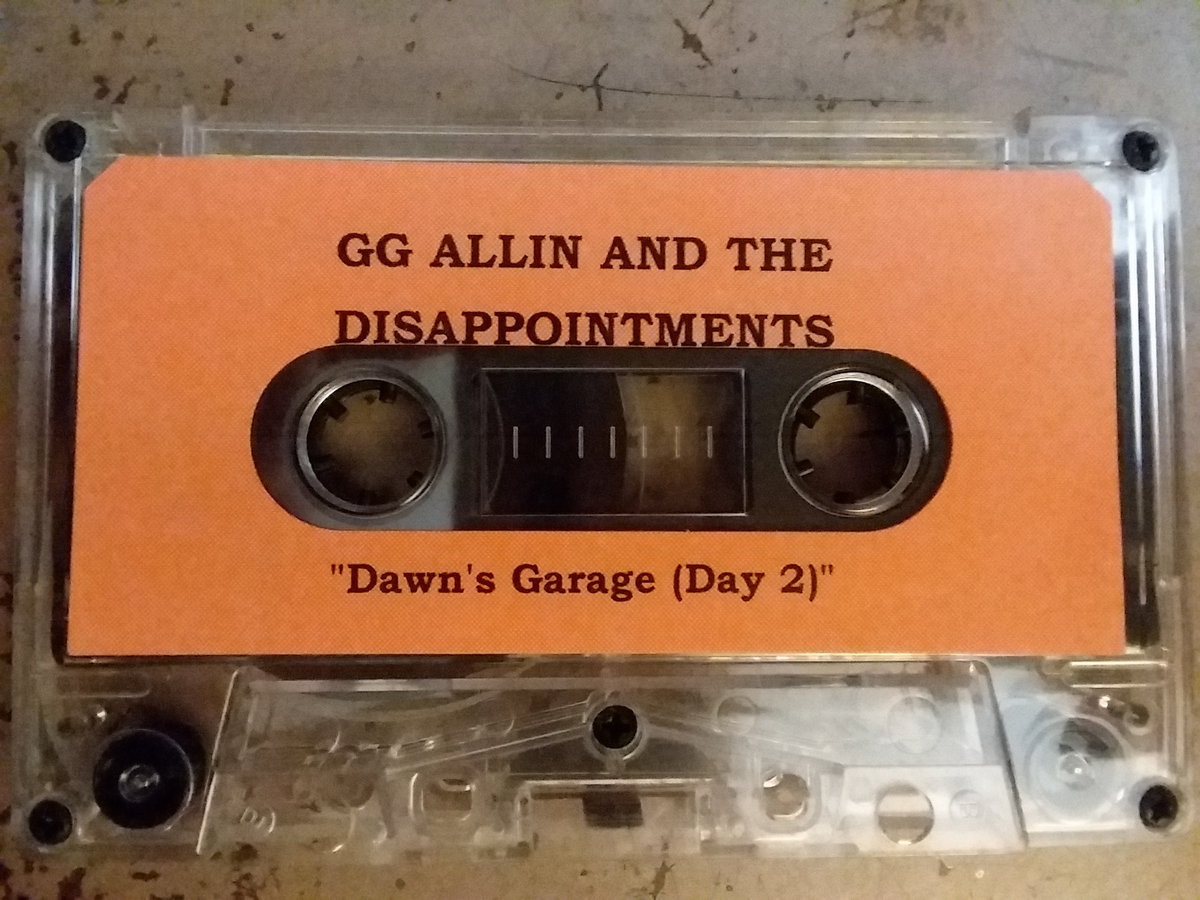 GG ALLIN AND THE
DISAPPOINTMENTS
"Dawn's Garage (Day 2)"